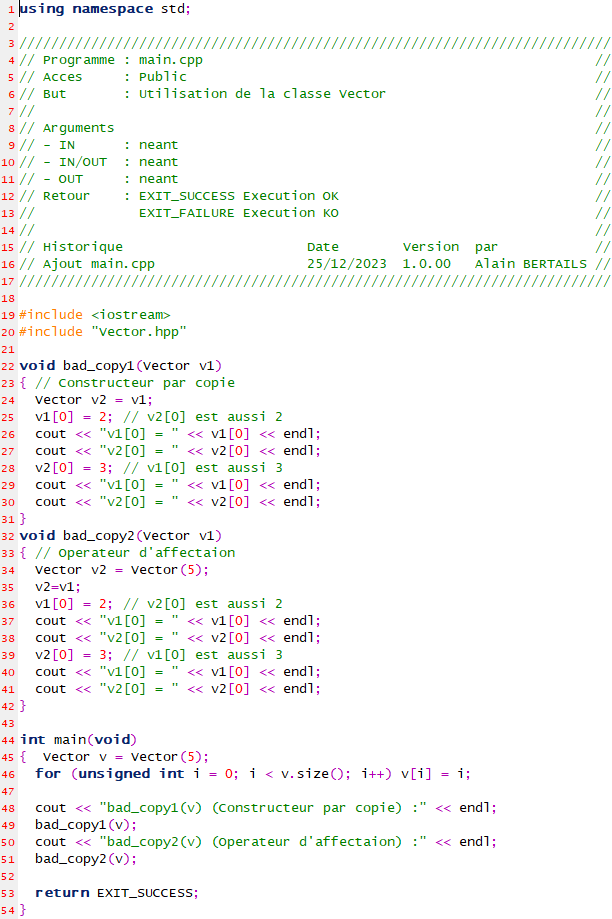 1 using namespace std;
2
3 //////////////////////////////////////////////////////////////////////////
4 // Programme : main.cpp //
5 // Acces : Public //
6 // But : Utilisation de la classe Vector //
7 // //
8 // Arguments //
9 // - IN : neant //
10 // - IN/OUT : neant //
11 // - OUT : neant //
12 // Retour : EXIT_SUCCESS Execution OK //
13 // EXIT_FAILURE Execution KO //
14 // //
15 // Historique Date Version par //
16 // Ajout main.cpp 25/12/2023 1.0.00 Alain BERTAILS //
17 //////////////////////////////////////////////////////////////////////////
18
19 #include <iostream>
20 #include "Vector.hpp"
21
22 void bad_copy1(Vector v1)
23 { // Constructeur par copie
24   Vector v2 = v1;
25   v1[0] = 2; // v2[0] est aussi 2
26   cout << "v1[0] = " << v1[0] << endl;
27   cout << "v2[0] = " << v2[0] << endl;
28   v2[0] = 3; // v1[0] est aussi 3
29   cout << "v1[0] = " << v1[0] << endl;
30   cout << "v2[0] = " << v2[0] << endl;
31 }
32 void bad_copy2(Vector v1)
33 { // Operateur d'affectaion
34   Vector v2 = Vector(5);
35   v2=v1;
36   v1[0] = 2; // v2[0] est aussi 2
37   cout << "v1[0] = " << v1[0] << endl;
38   cout << "v2[0] = " << v2[0] << endl;
39   v2[0] = 3; // v1[0] est aussi 3
40   cout << "v1[0] = " << v1[0] << endl;
41   cout << "v2[0] = " << v2[0] << endl;
42 }
43
44 int main(void)
45 {  Vector v = Vector(5);
46   for (unsigned int i = 0; i < v.size(); i++) v[i] = i;
47
48   cout << "bad_copy1(v) (Constructeur par copie) :" << endl;
49   bad_copy1(v);
50   cout << "bad_copy2(v) (Operateur d'affectaion) :" << endl;
51   bad_copy2(v);
52
53   return EXIT_SUCCESS;
54 }